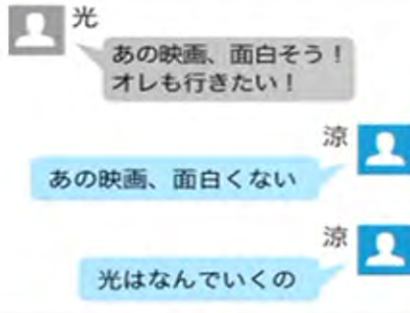 光
あの映画、面白そう！
オレも行きたい！
涼
あの映画、面白くない
涼
光はなんでいくの